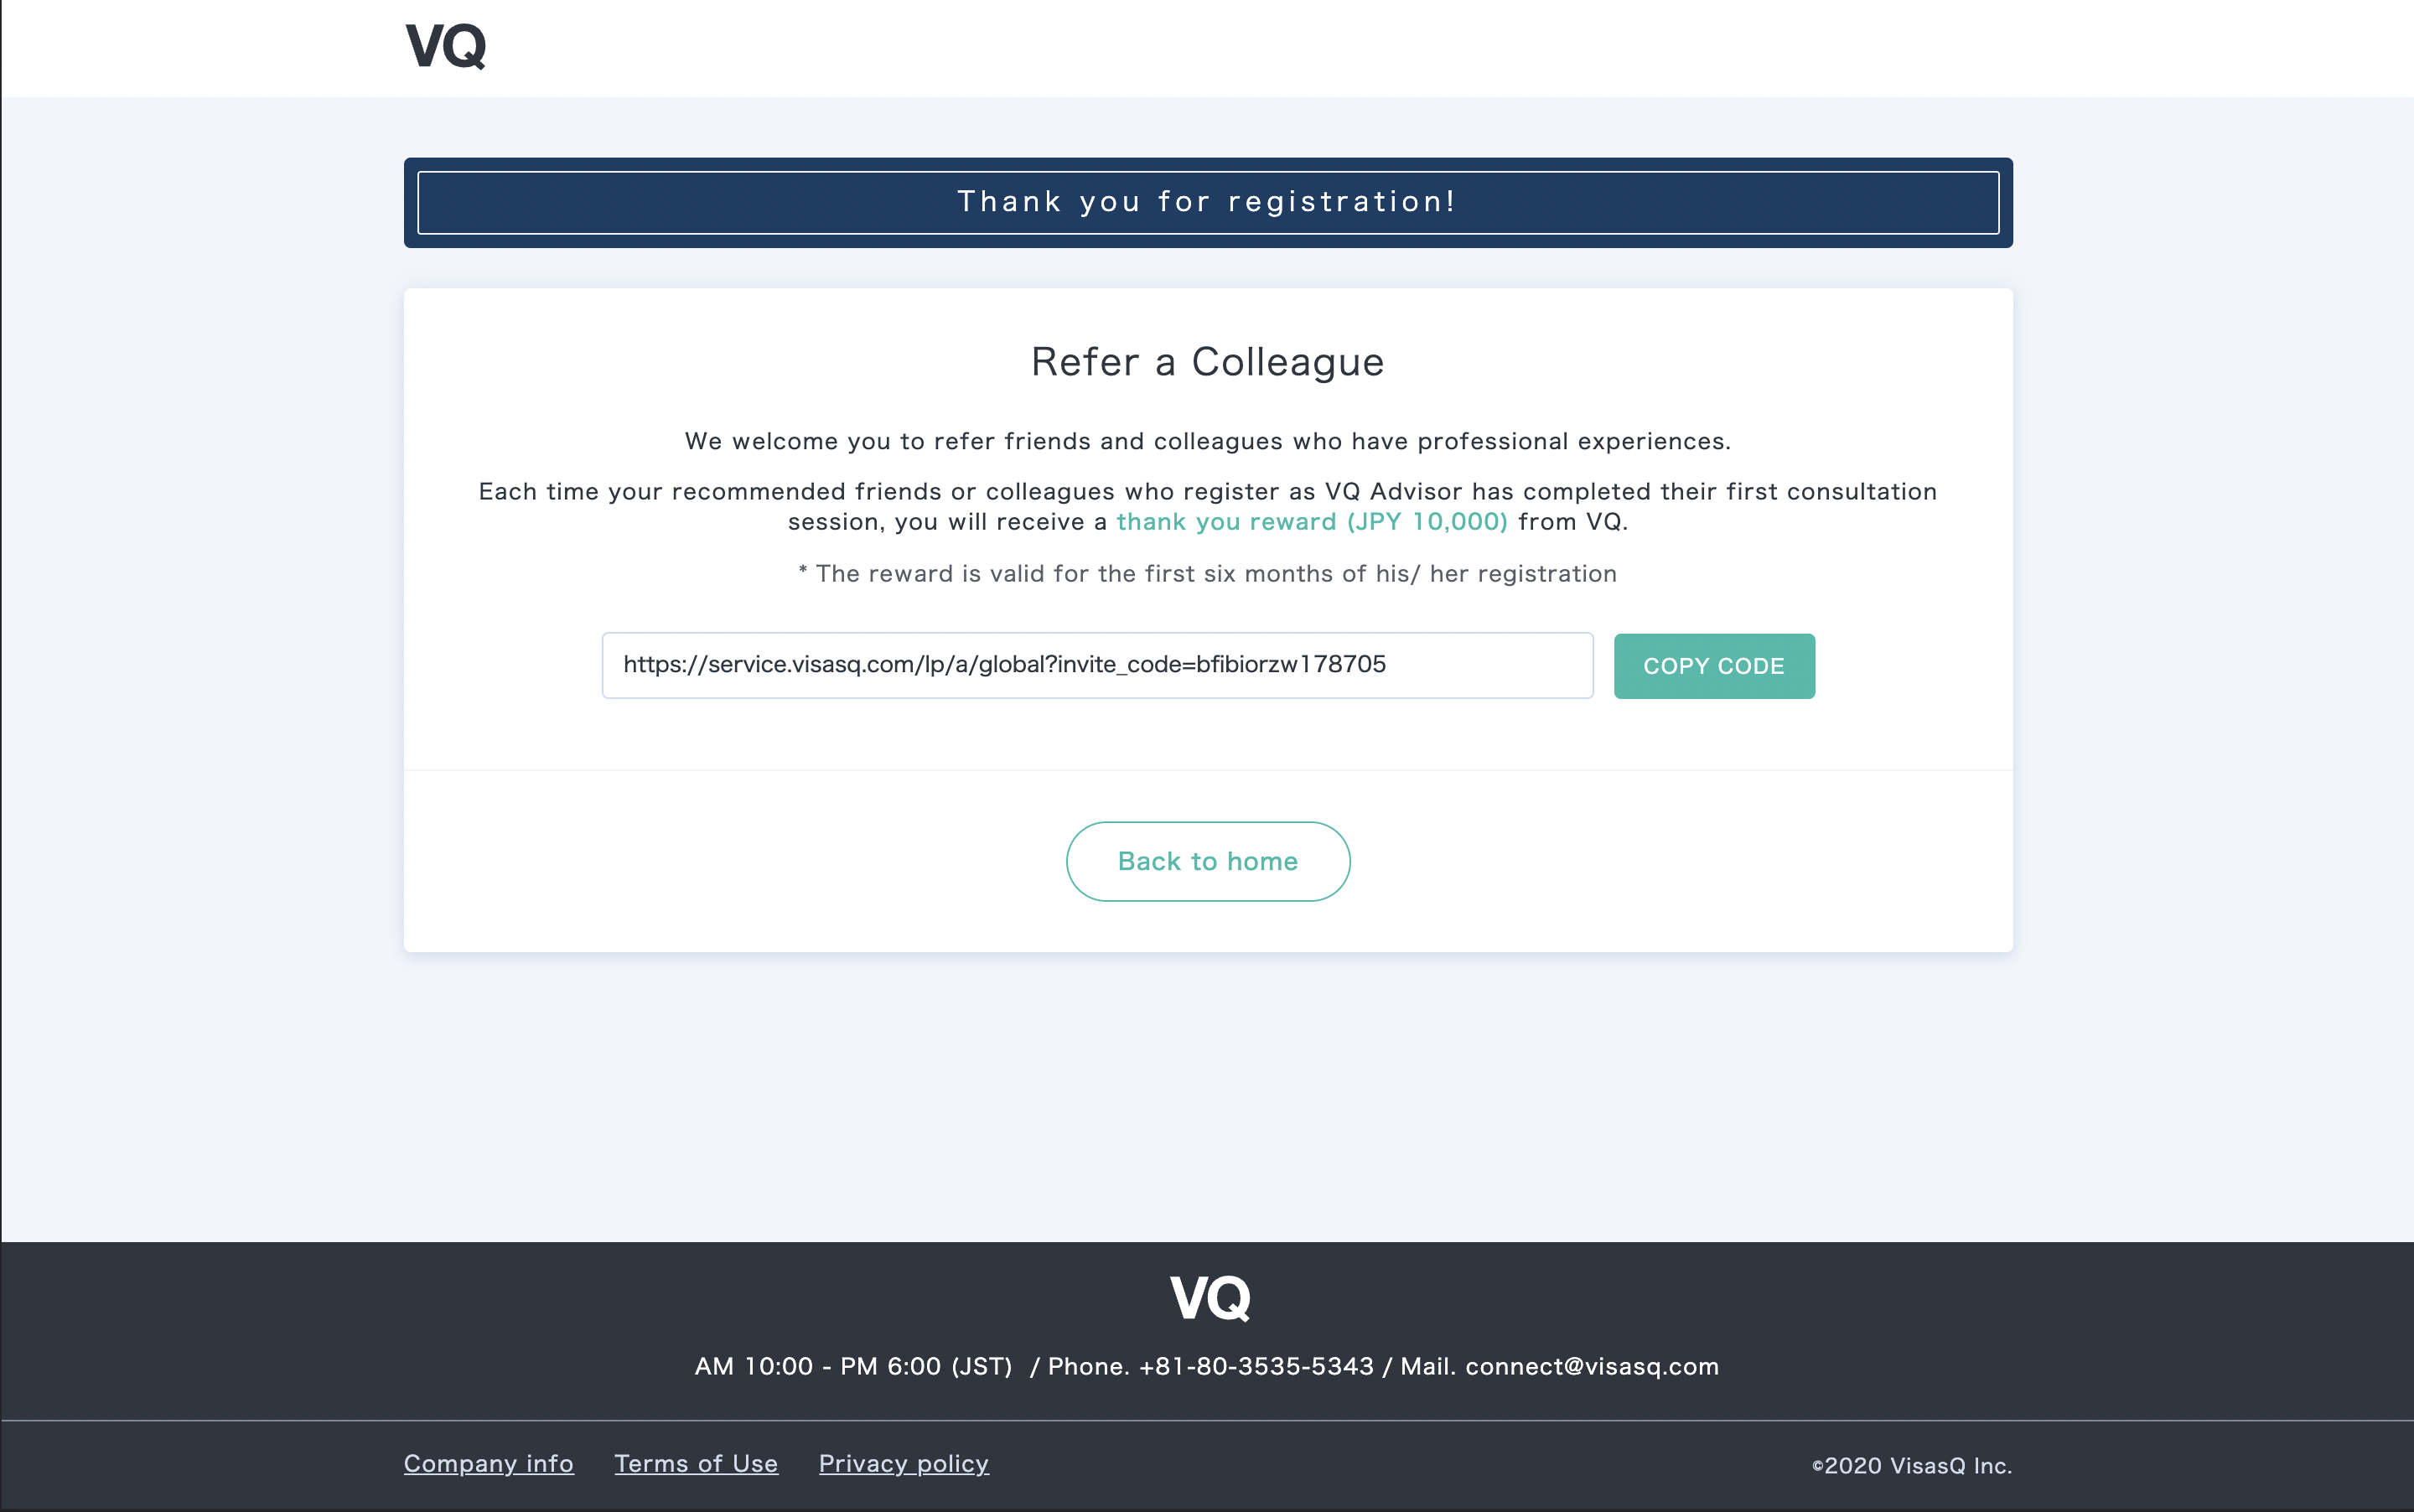 VQ
Thank you for registration!
Refer a Colleague
We welcome you to refer friends and colleagues who have professional experiences.
Each time your recommended friends or colleagues who register as VQ Advisor has completed their first consultation
session, you will receive a thank you reward (JPY 10,000) from VQ.
* The reward is valid for the first six months of his/ her registration
https://service.visasq.com/lp/a/global?invite_code=bfibiorzw178705
COPY CODE
Back to home
VQ
AM 10:00 - PM 6:00 (JST) / Phone. +81-80-3535-5343 / Mail. connect@visasq.com
Company info Terms of Use Privacy policy ©2020 VisasQ Inc.